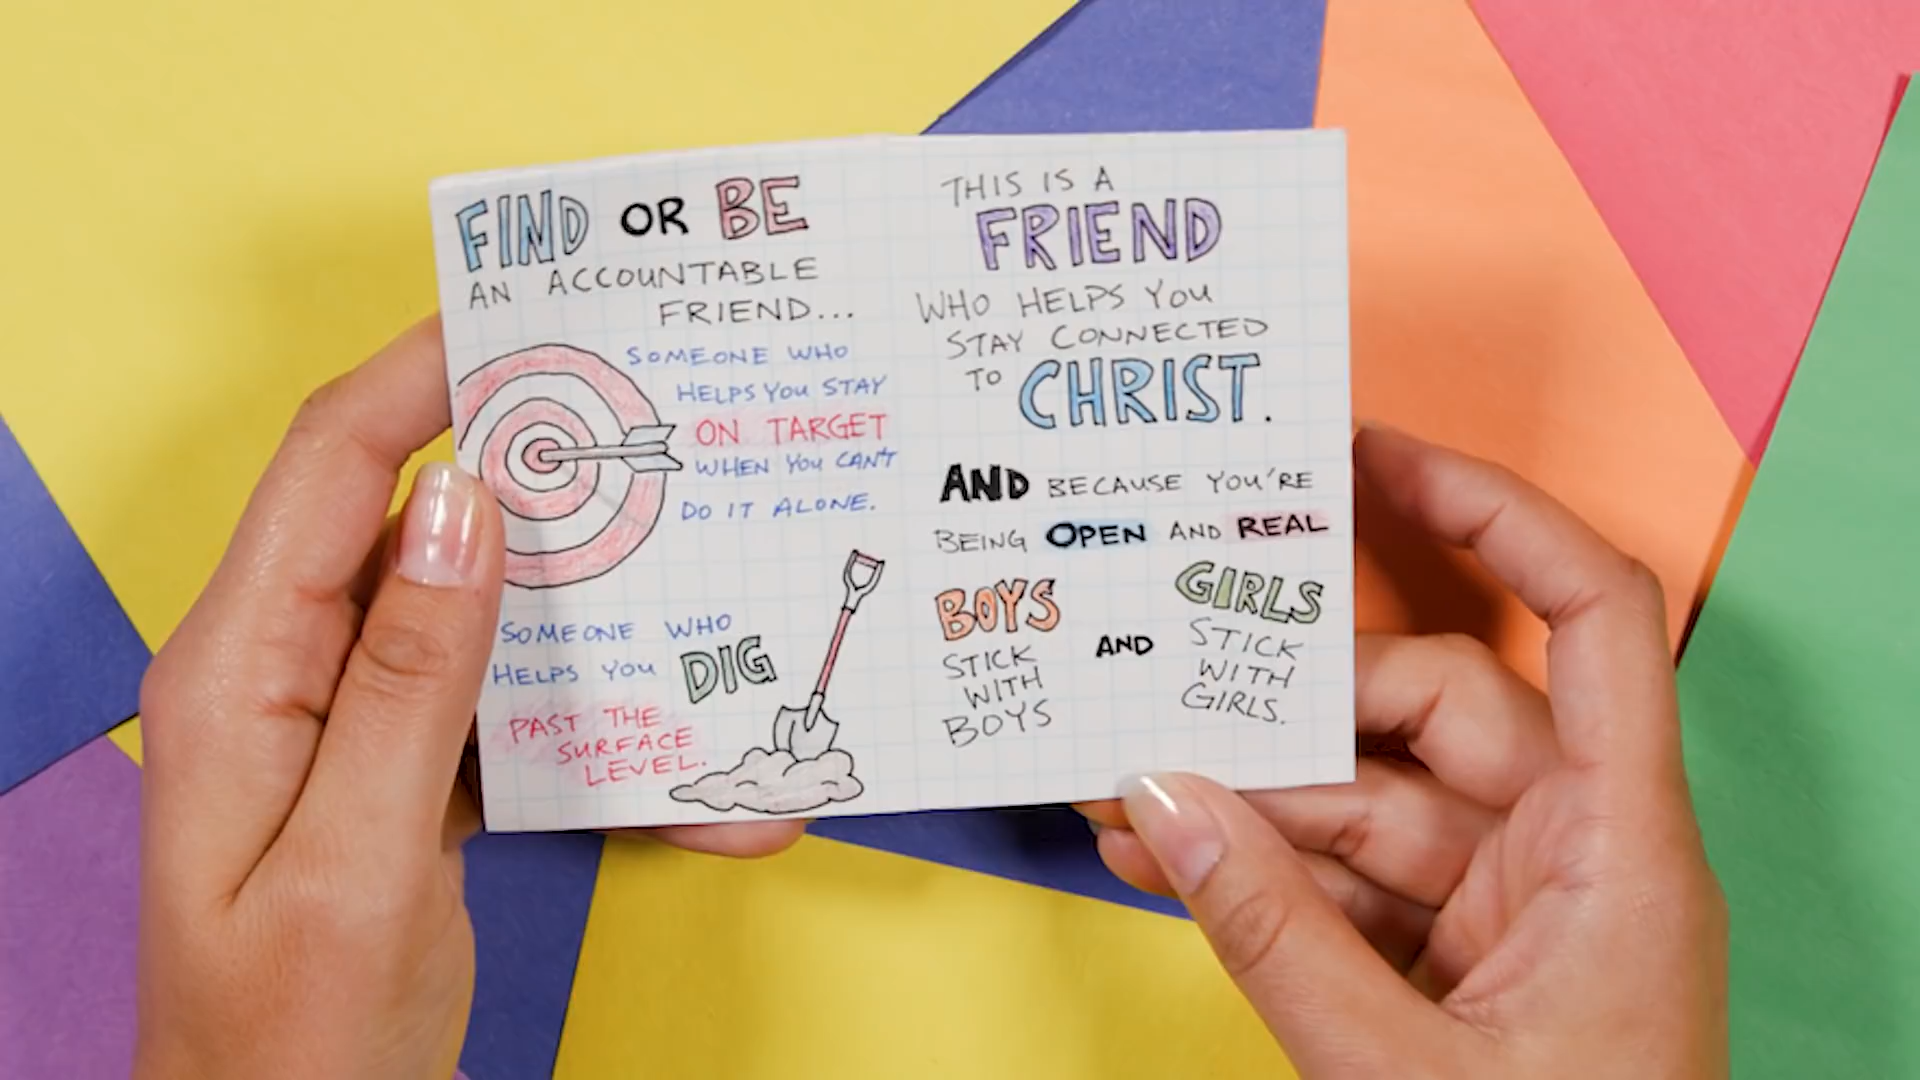 FIND OR BE
AN ACCOUNTABLE
FRIEND...
SOMEONE WHO
HELPS YOU STAY
ON TARGET
WHEN YOU CAN'T
DO IT ALONE.
SOMEONE WHO
HELPS YOU DIG
PAST THE
SURFACE
LEVEL.
THIS IS A
FRIEND
WHO HELPS YOU
STAY CONNECTED
TO CHRIST.
AND BECAUSE YOU'RE
BEING OPEN AND REAL
BOYS
STICK
WITH
BOYS
AND
GIRLS
STICK
WITH
GIRLS.